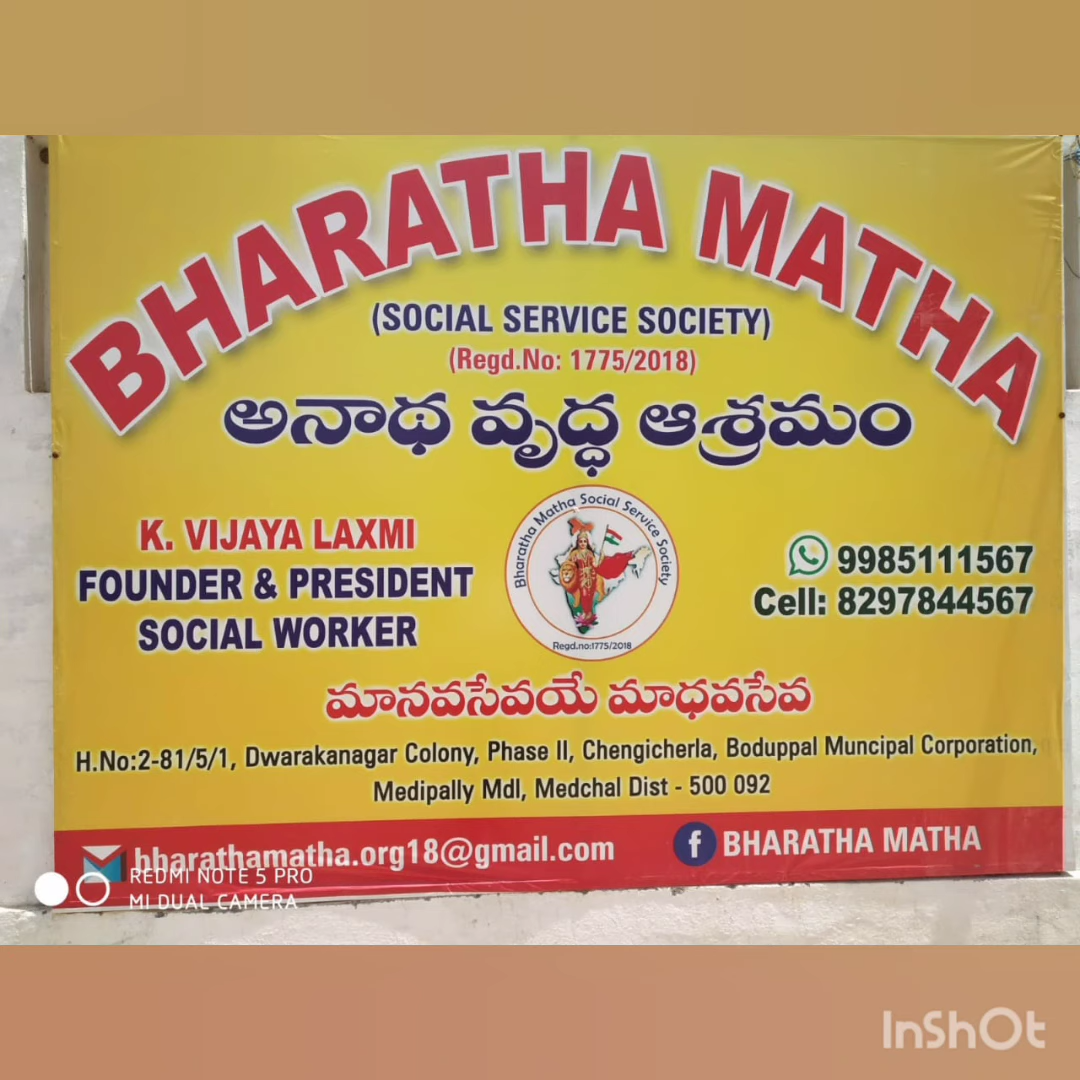 BHARATHA MATHA
(SOCIAL SERVICE SOCIETY)
(Regd.No: 1775/2018)
అనాథ వృద్ధ ఆశ్రమం
Bharatha Matha Social Service Society
Regd.no:1775/2018
K. VIJAYA LAXMI
FOUNDER & PRESIDENT
SOCIAL WORKER
9985111567
Cell: 8297844567
మానవసేవయే మాధవసేవ
H.No:2-81/5/1, Dwarakanagar Colony, Phase II, Chengicherla, Boduppal Muncipal Corporation,
Medipally Mdl, Medchal Dist - 500 092
bharathamatha.org18@gmail.com
f BHARATHA MATHA
REDMI NOTE 5 PRO
MI DUAL CAMERA
InShOt